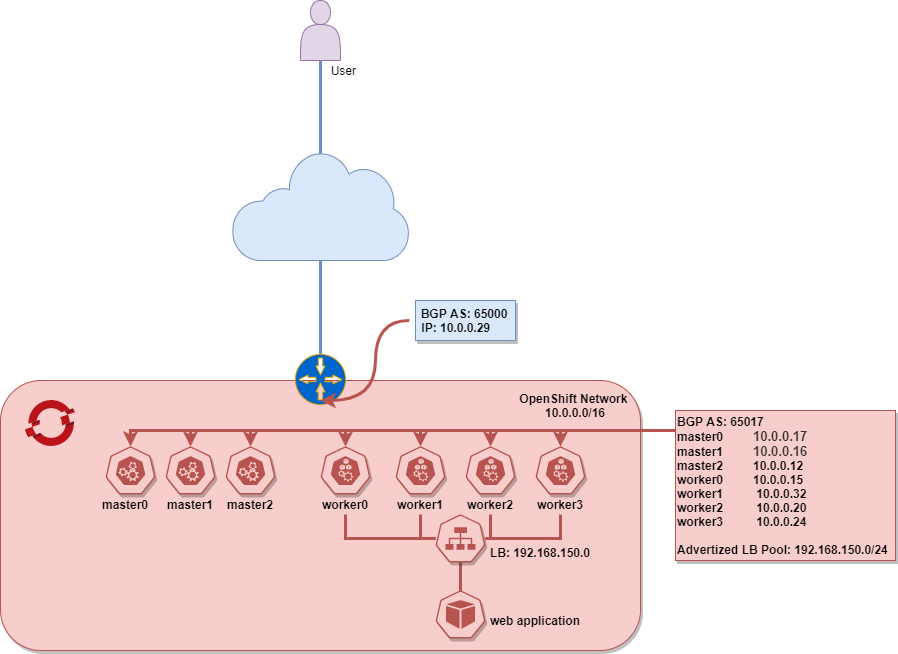 User
BGP AS: 65000
IP: 10.0.0.29
OpenShift Network
10.0.0.0/16
BGP AS: 65017
master0 10.0.0.17
master1 10.0.0.16
master2 10.0.0.12
worker0 10.0.0.15
worker1 10.0.0.32
worker2 10.0.0.20
worker3 10.0.0.24
Advertized LB Pool: 192.168.150.0/24
master0 master1 master2 worker0 worker1 worker2 worker3
LB: 192.168.150.0
web application